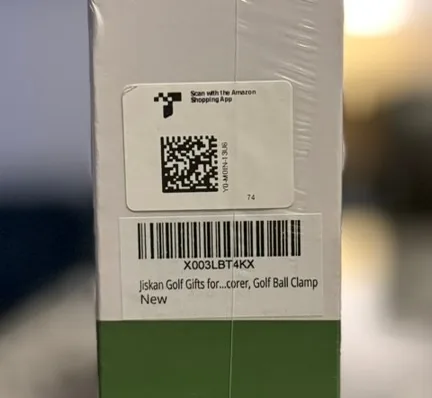 Scan with the Amazon
Shopping App
74
X003LBT4KX
Jiskan Golf Gifts for...corer, Golf Ball Clamp
New